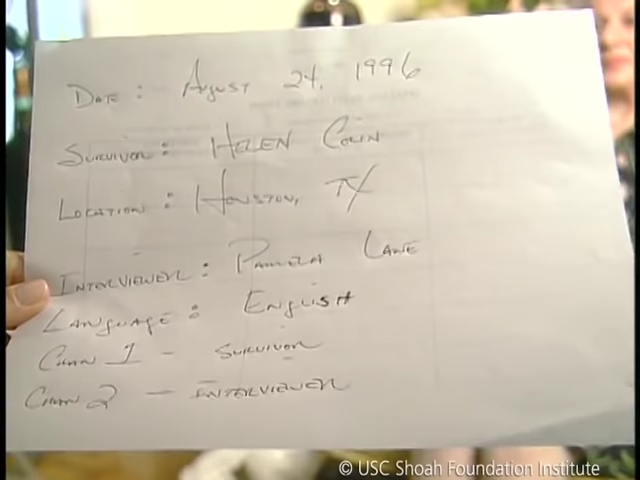 Date: August 24, 1996
Survivor: Helen Colin
Location: Houston, TX
Interviewer: Pamela Lane
Language: English
Chan 1 - Survivor
Chan 2 - Interviewer
© USC Shoah Foundation Institute